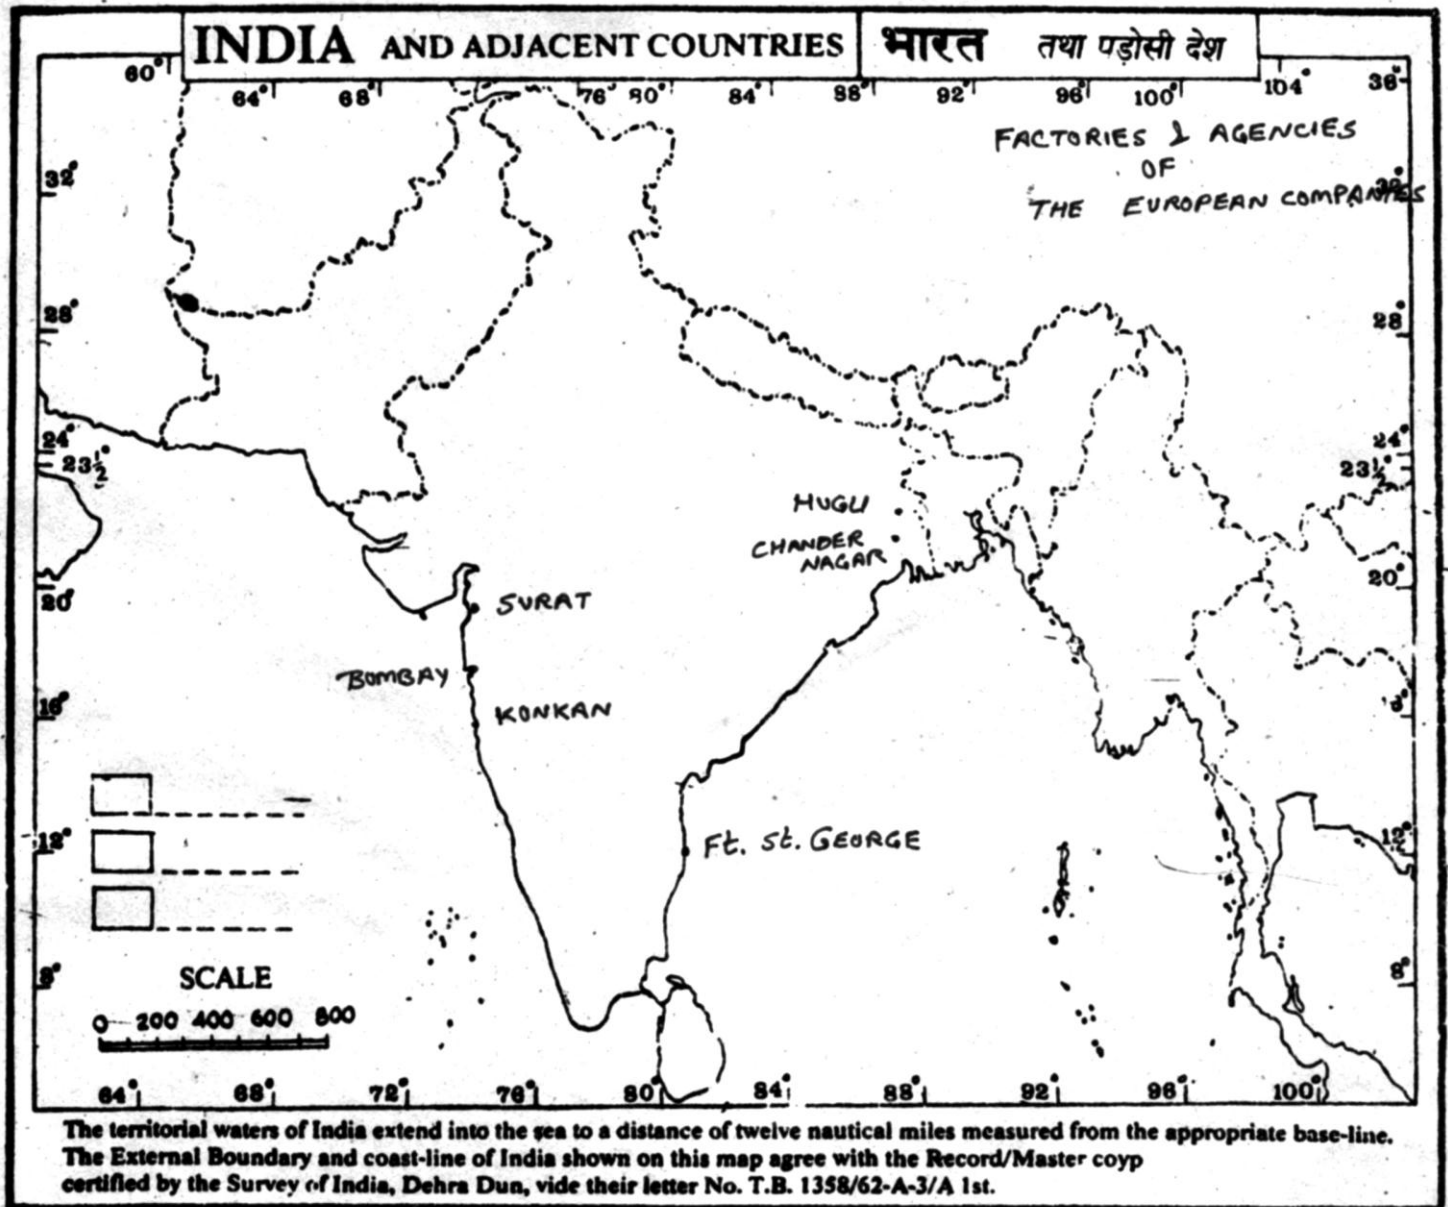 INDIA AND ADJACENT COUNTRIES भारत तथा पड़ोसी देश
60° 64° 68° 76° 80° 84° 88° 92° 96° 100° 104° 36°
FACTORIES & AGENCIES
OF
THE EUROPEAN COMPANIES
32° 32°
28° 28°
24° 24°
23½° 23½°
HUGLI
CHANDER
NAGAR
20° 20°
SURAT
BOMBAY
KONKAN
16°
Ft. St. GEORGE
12° 12°
8° 8°
SCALE
0 200 400 600 800
64° 68° 72° 76° 80° 84° 88° 92° 96° 100°
The territorial waters of India extend into the sea to a distance of twelve nautical miles measured from the appropriate base-line.
The External Boundary and coast-line of India shown on this map agree with the Record/Master coyp
certified by the Survey of India, Dehra Dun, vide their letter No. T.B. 1358/62-A-3/A 1st.